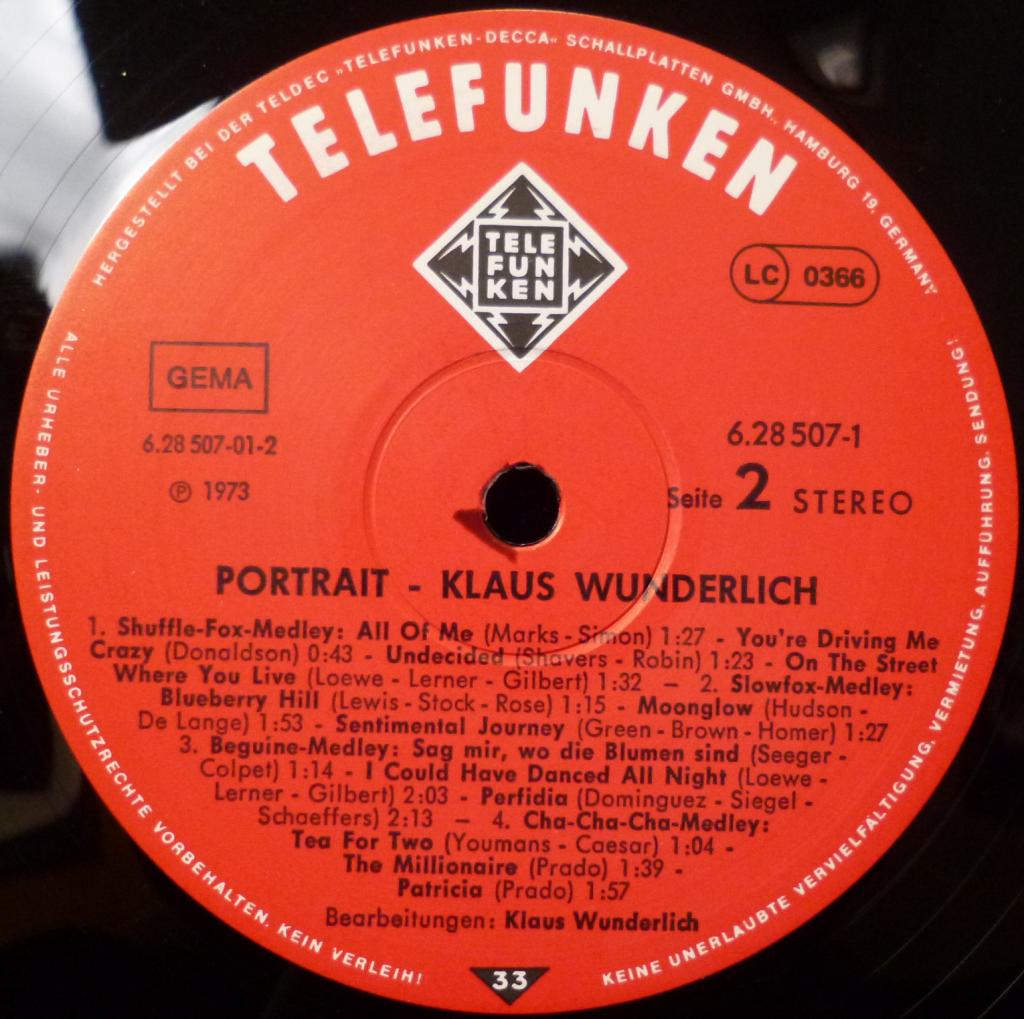 HERGESTELLT BEI DER TELDEC „TELEFUNKEN-DECCA“ SCHALLPLATTEN GMBH., HAMBURG 19, GERMANY
TELEFUNKEN
TELE
FUN
KEN
LC 0366
GEMA
6.28 507-01-2
6.28 507-1
℗ 1973
Seite 2 STEREO
PORTRAIT - KLAUS WUNDERLICH
1. Shuffle-Fox-Medley: All Of Me (Marks - Simon) 1:27 - You're Driving Me
Crazy (Donaldson) 0:43 - Undecided (Shavers - Robin) 1:23 - On The Street
Where You Live (Loewe - Lerner - Gilbert) 1:32 — 2. Slowfox-Medley:
Blueberry Hill (Lewis - Stock - Rose) 1:15 - Moonglow (Hudson -
De Lange) 1:53 - Sentimental Journey (Green - Brown - Homer) 1:27
3. Beguine-Medley: Sag mir, wo die Blumen sind (Seeger -
Colpet) 1:14 - I Could Have Danced All Night (Loewe -
Lerner - Gilbert) 2:03 - Perfidia (Dominguez - Siegel -
Schaeffers) 2:13 — 4. Cha-Cha-Cha-Medley:
Tea For Two (Youmans - Caesar) 1:04 -
The Millionaire (Prado) 1:39 -
Patricia (Prado) 1:57
Bearbeitungen: Klaus Wunderlich
33
ALLE URHEBER- UND LEISTUNGSSCHUTZRECHTE VORBEHALTEN. KEIN VERLEIH!
KEINE UNERLAUBTE VERVIELFÄLTIGUNG, VERMIETUNG, AUFFÜHRUNG, SENDUNG!